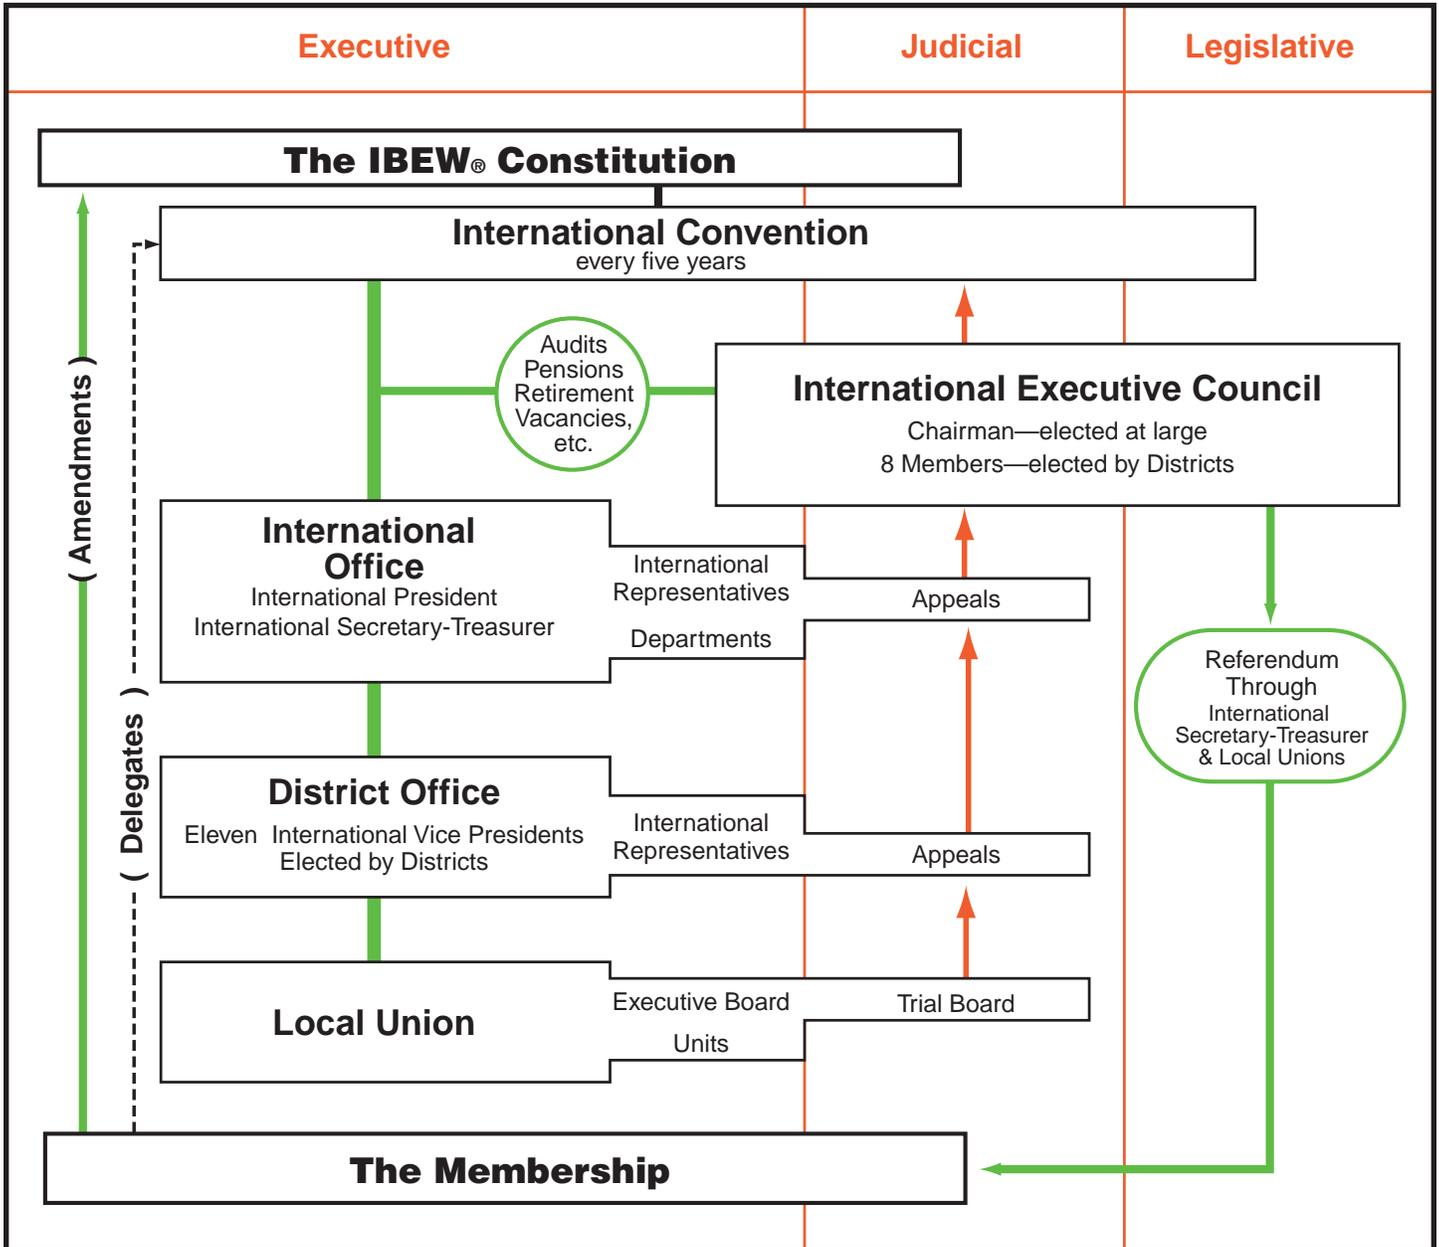 Executive
Judicial
Legislative
The IBEW® Constitution
International Convention
every five years
Audits
Pensions
Retirement
Vacancies,
etc.
International Executive Council
Chairman—elected at large
8 Members—elected by Districts
( Amendments )
( Delegates )
International
Office
International President
International Secretary-Treasurer
International
Representatives
Departments
Appeals
Referendum
Through
International
Secretary-Treasurer
& Local Unions
District Office
Eleven International Vice Presidents
Elected by Districts
International
Representatives
Appeals
Local Union
Executive Board
Units
Trial Board
The Membership